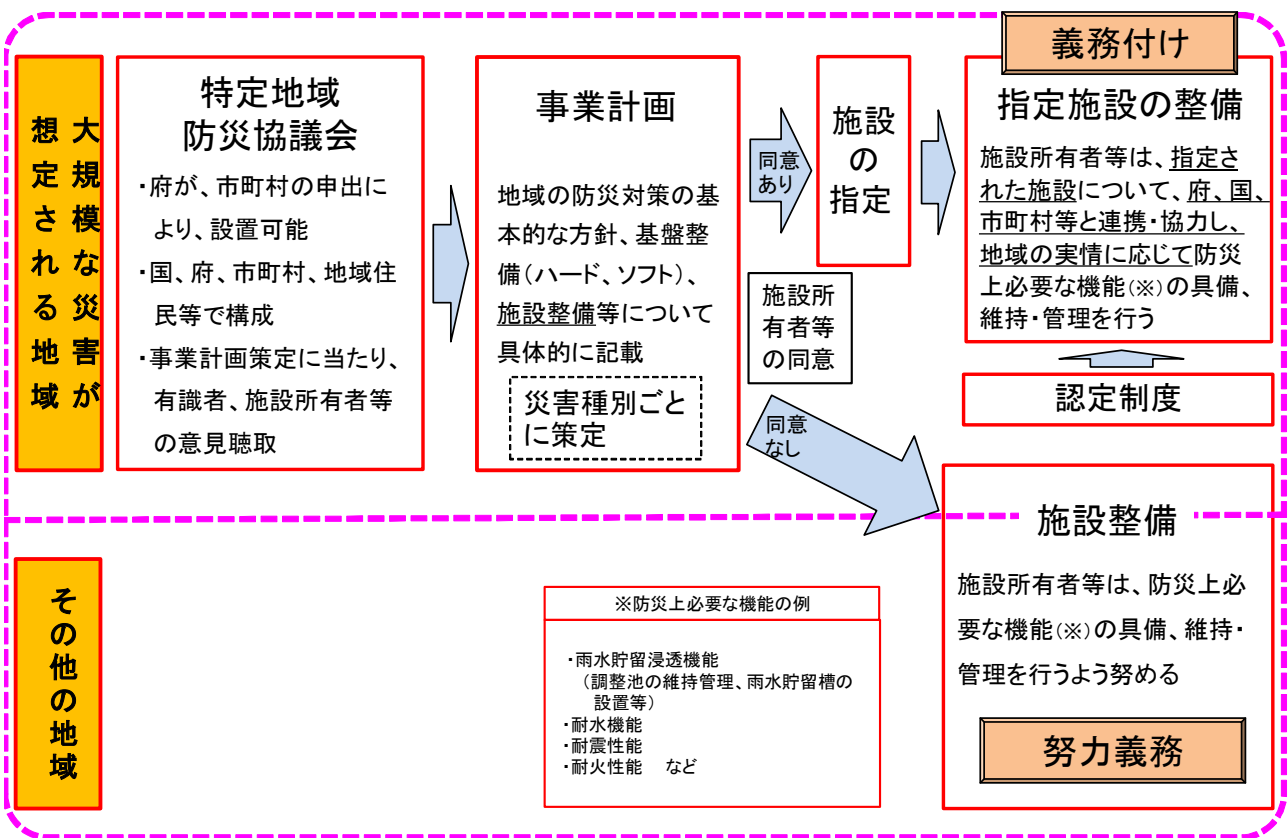 大規模な災害が
想定される地域
特定地域
防災協議会
・府が、市町村の申出に
より、設置可能
・国、府、市町村、地域住
民等で構成
・事業計画策定に当たり、
有識者、施設所有者等
の意見聴取
事業計画
地域の防災対策の基
本的な方針、基盤整
備(ハード、ソフト)、
施設整備等について
具体的に記載
災害種別ごと
に策定
同意
あり
施設所
有者等
の同意
同意
なし
施設
の
指定
義務付け
指定施設の整備
施設所有者等は、指定さ
れた施設について、府、国、
市町村等と連携・協力し、
地域の実情に応じて防災
上必要な機能(※)の具備、
維持・管理を行う
認定制度
施設整備
施設所有者等は、防災上必
要な機能(※)の具備、維持・
管理を行うよう努める
努力義務
その他の地域
※防災上必要な機能の例
・雨水貯留浸透機能
(調整池の維持管理、雨水貯留槽の
設置等)
・耐水機能
・耐震性能
・耐火性能 など